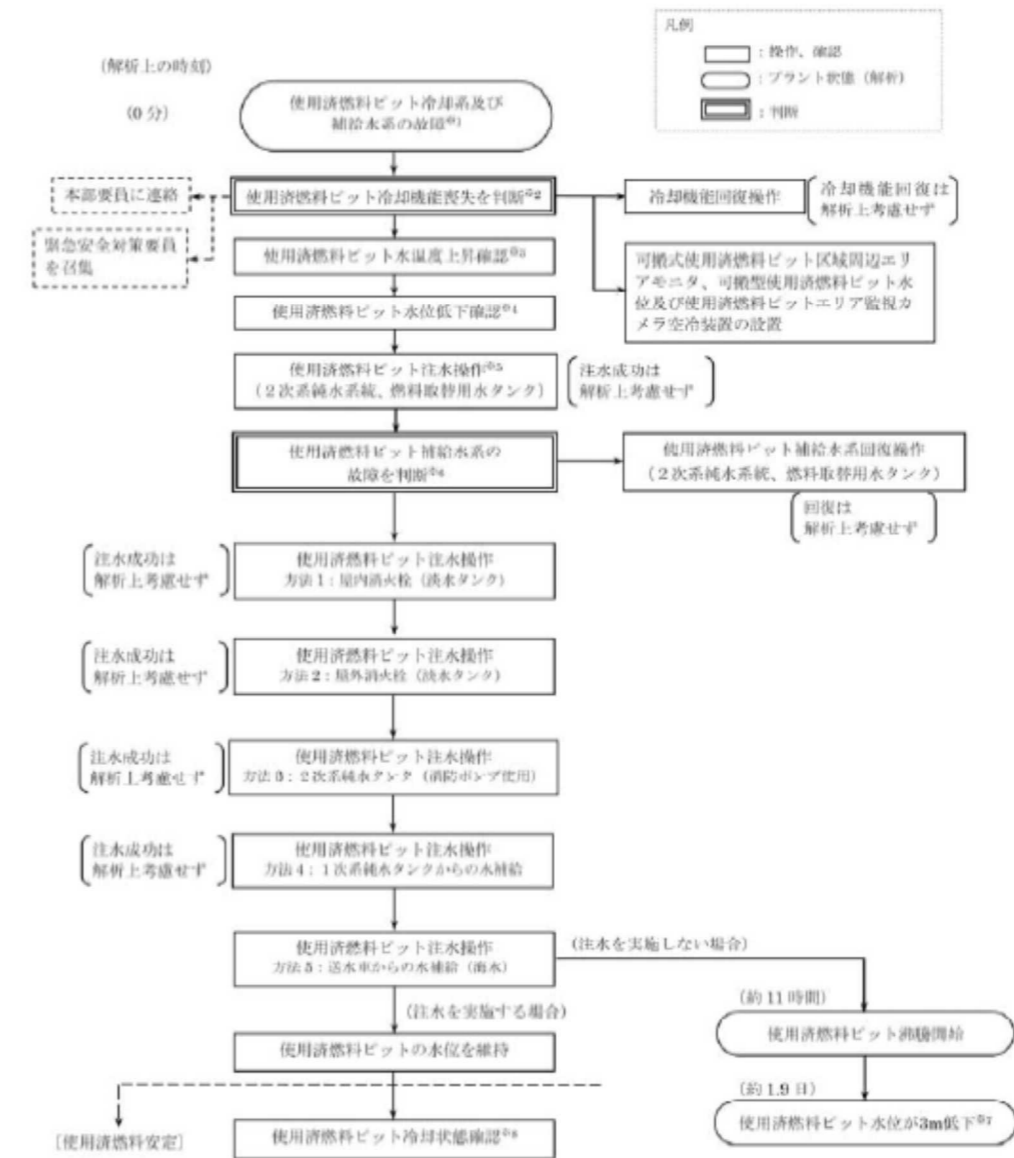 凡例
：操作、確認
：プラント状態（解析）
：判断
（解析上の時刻）
（0分）
使用済燃料ピット冷却系及び
補給水系の故障※1
本部要員に連絡
緊急安全対策要員
を召集
使用済燃料ピット冷却機能喪失を判断※2
冷却機能回復操作
冷却機能回復は
解析上考慮せず
使用済燃料ピット水温度上昇確認※3
可搬式使用済燃料ピット区域周辺エリ
アモニタ、可搬型使用済燃料ピット水
位及び使用済燃料ピットエリア監視カ
メラ空冷装置の設置
使用済燃料ピット水位低下確認※4
使用済燃料ピット注水操作※5
（２次系純水系統、燃料取替用水タンク）
注水成功は
解析上考慮せず
使用済燃料ピット補給水系の
故障を判断※6
使用済燃料ピット補給水系回復操作
（２次系純水系統、燃料取替用水タンク）
回復は
解析上考慮せず
注水成功は
解析上考慮せず
使用済燃料ピット注水操作
方法１：屋内消火栓（淡水タンク）
注水成功は
解析上考慮せず
使用済燃料ピット注水操作
方法２：屋外消火栓（淡水タンク）
注水成功は
解析上考慮せず
使用済燃料ピット注水操作
方法３：２次系純水タンク（消防ポンプ使用）
注水成功は
解析上考慮せず
使用済燃料ピット注水操作
方法４：１次系純水タンクからの水補給
使用済燃料ピット注水操作
方法５：送水車からの水補給（海水）
（注水を実施しない場合）
（注水を実施する場合）
（約11時間）
使用済燃料ピット沸騰開始
使用済燃料ピットの水位を維持
（約1.9日）
使用済燃料ピット水位が3m低下※7
［使用済燃料安定］
使用済燃料ピット冷却状態確認※8